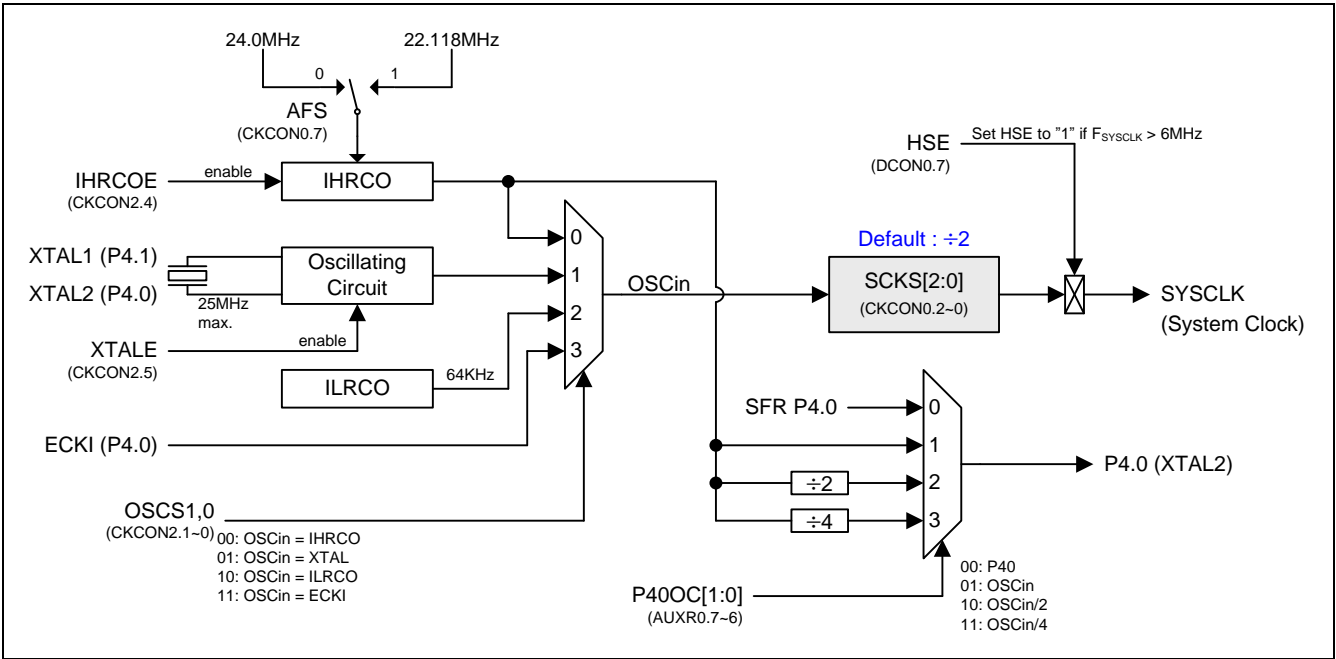 24.0MHz
22.118MHz
0
1
AFS
(CKCON0.7)
HSE
(DCON0.7)
Set HSE to "1" if FSYSCLK > 6MHz
IHRCOE
(CKCON2.4)
enable
IHRCO
XTAL1 (P4.1)
XTAL2 (P4.0)
25MHz
max.
Oscillating
Circuit
XTALE
(CKCON2.5)
enable
ILRCO
64KHz
ECKI (P4.0)
0
1
2
3
OSCin
Default : ÷2
SCKS[2:0]
(CKCON0.2~0)
SYSCLK
(System Clock)
OSCS1,0
(CKCON2.1~0)
00: OSCin = IHRCO
01: OSCin = XTAL
10: OSCin = ILRCO
11: OSCin = ECKI
SFR P4.0
÷2
÷4
0
1
2
3
P4.0 (XTAL2)
P40OC[1:0]
(AUXR0.7~6)
00: P40
01: OSCin
10: OSCin/2
11: OSCin/4